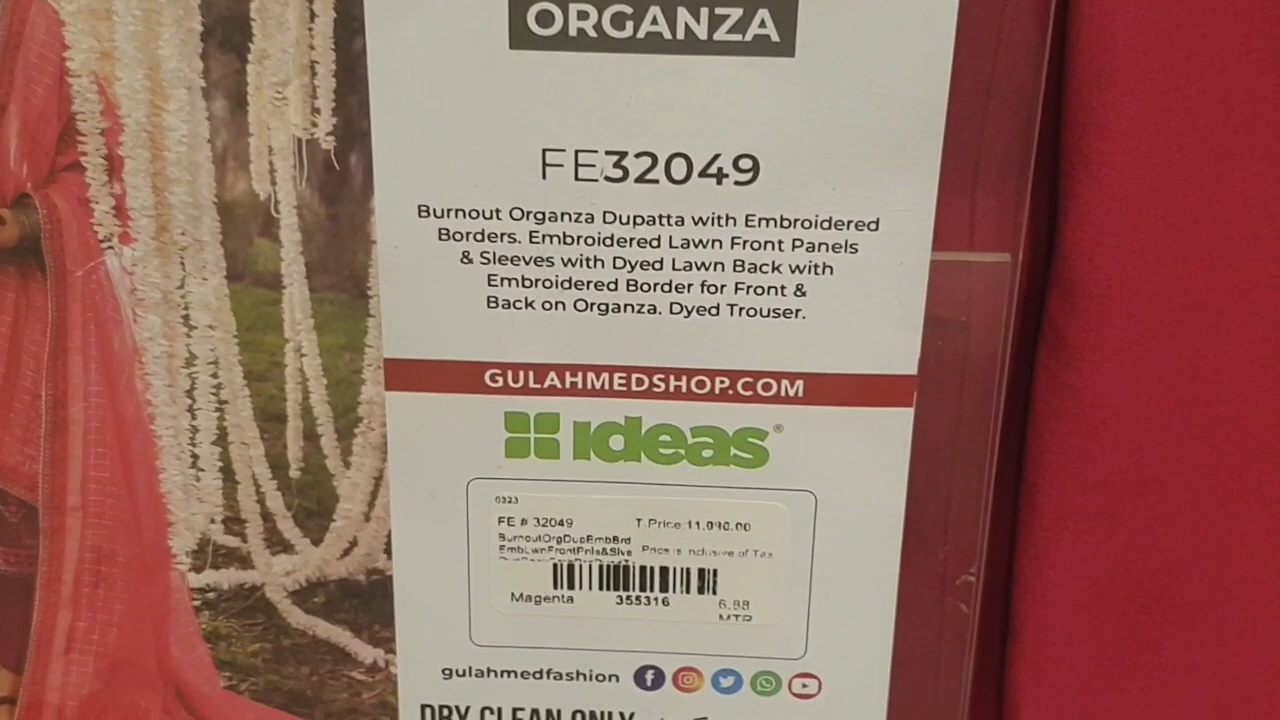 ORGANZA
FE32049
Burnout Organza Dupatta with Embroidered
Borders. Embroidered Lawn Front Panels
& Sleeves with Dyed Lawn Back with
Embroidered Border for Front &
Back on Organza. Dyed Trouser.
GULAHMEDSHOP.COM
ideas®
0323
FE # 32049 T.Price:11,090.00
BurnoutOrgDupEmbBrd
EmbLwnFrontPnls&Slvs Price is inclusive of Tax
Magenta 355316 6.98
MTR
gulahmedfashion
DRY CLEAN ONLY